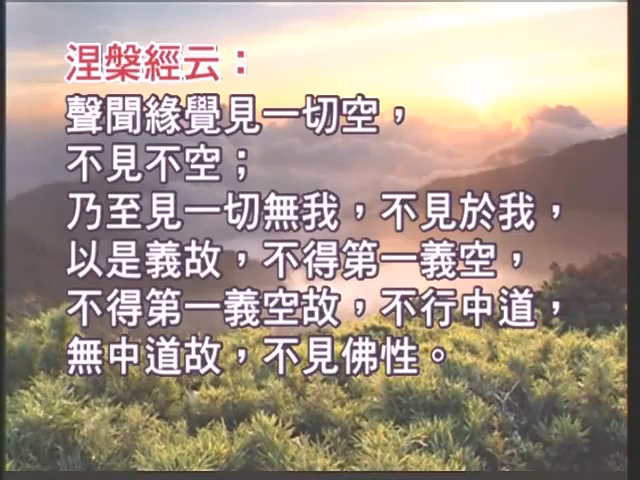 涅槃經云：
聲聞緣覺見一切空，
不見不空；
乃至見一切無我，不見於我，
以是義故，不得第一義空，
不得第一義空故，不行中道，
無中道故，不見佛性。